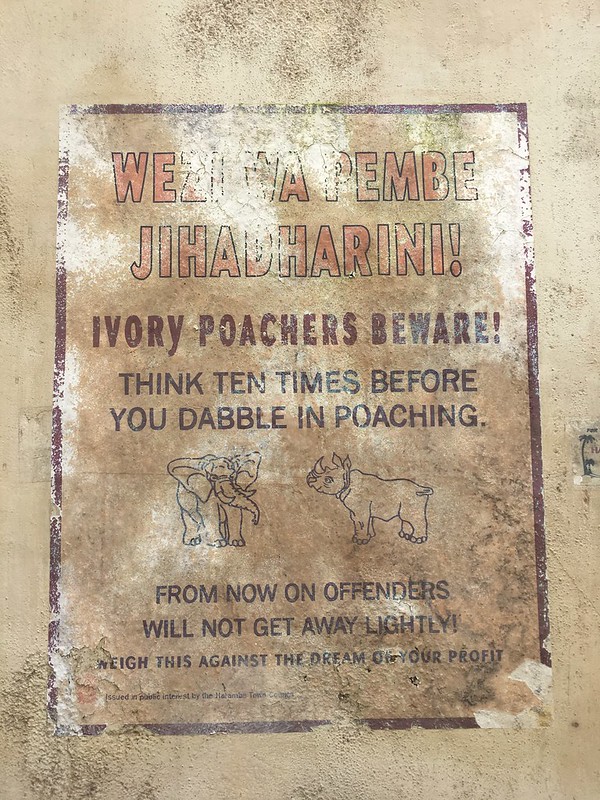 WEZI WA PEMBE
JIHADHARINI!
IVORY POACHERS BEWARE!
THINK TEN TIMES BEFORE
YOU DABBLE IN POACHING.
FROM NOW ON OFFENDERS
WILL NOT GET AWAY LIGHTLY!
WEIGH THIS AGAINST THE DREAM OF YOUR PROFIT
Issued in public interest by the Harambe Town Council